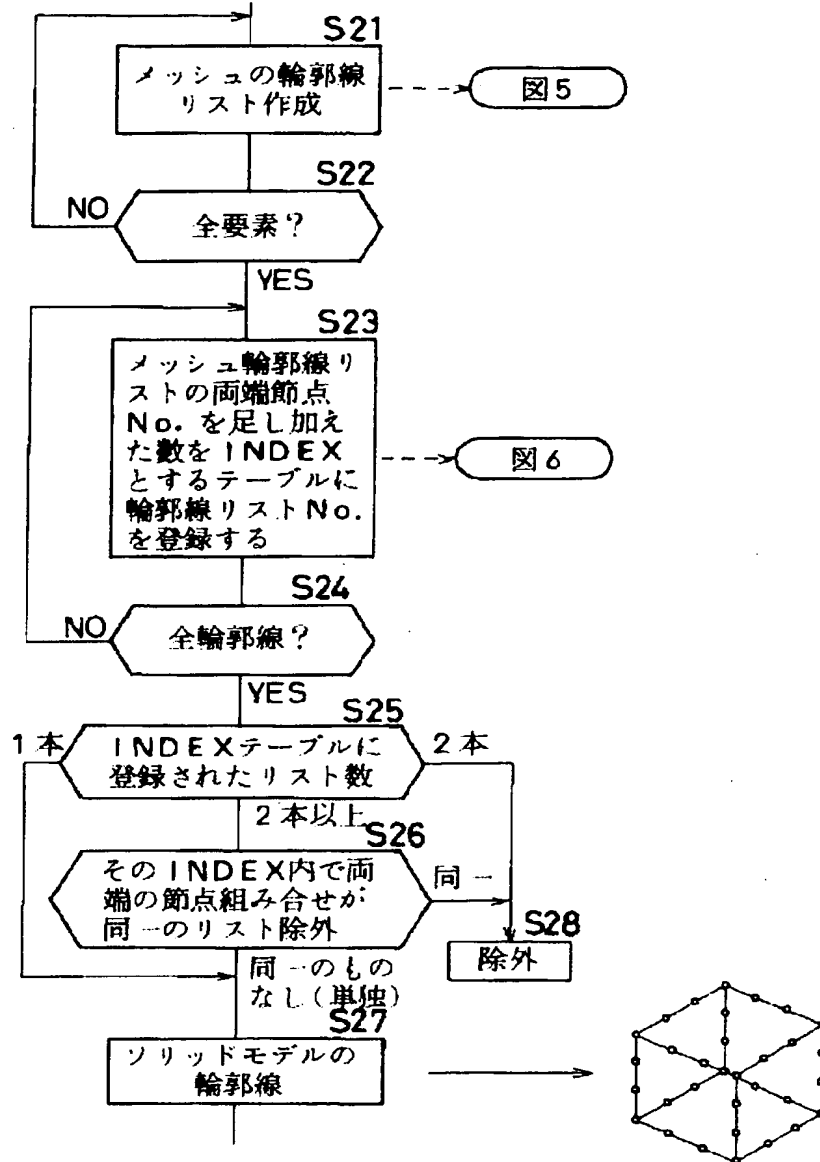 S21
メッシュの輪郭線
リスト作成
図5
S22
NO
全要素?
YES
S23
メッシュ輪郭線リ
ストの両端節点
No. を足し加え
た数をINDEX
とするテーブルに
輪郭線リストNo.
を登録する
図6
S24
NO
全輪郭線?
YES
S25
1本
INDEXテーブルに
登録されたリスト数
2本
2本以上
S26
そのINDEX内で両
端の節点組み合せが
同一のリスト除外
同一
S28
除外
同一のもの
なし(単独)
S27
ソリッドモデルの
輪郭線